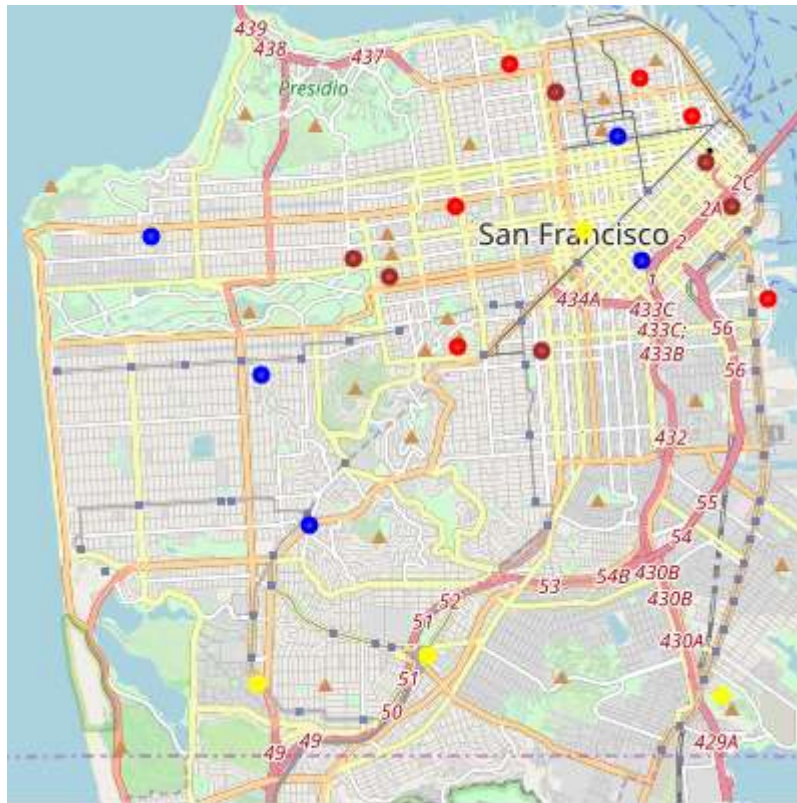 439
438
437
Presidio
2C
2A
San Francisco
2
1
434A
433C
433C;
433B
56
56
432
55
54
430B
54B
53
52
430B
51
430A
51
50
49
49
429A